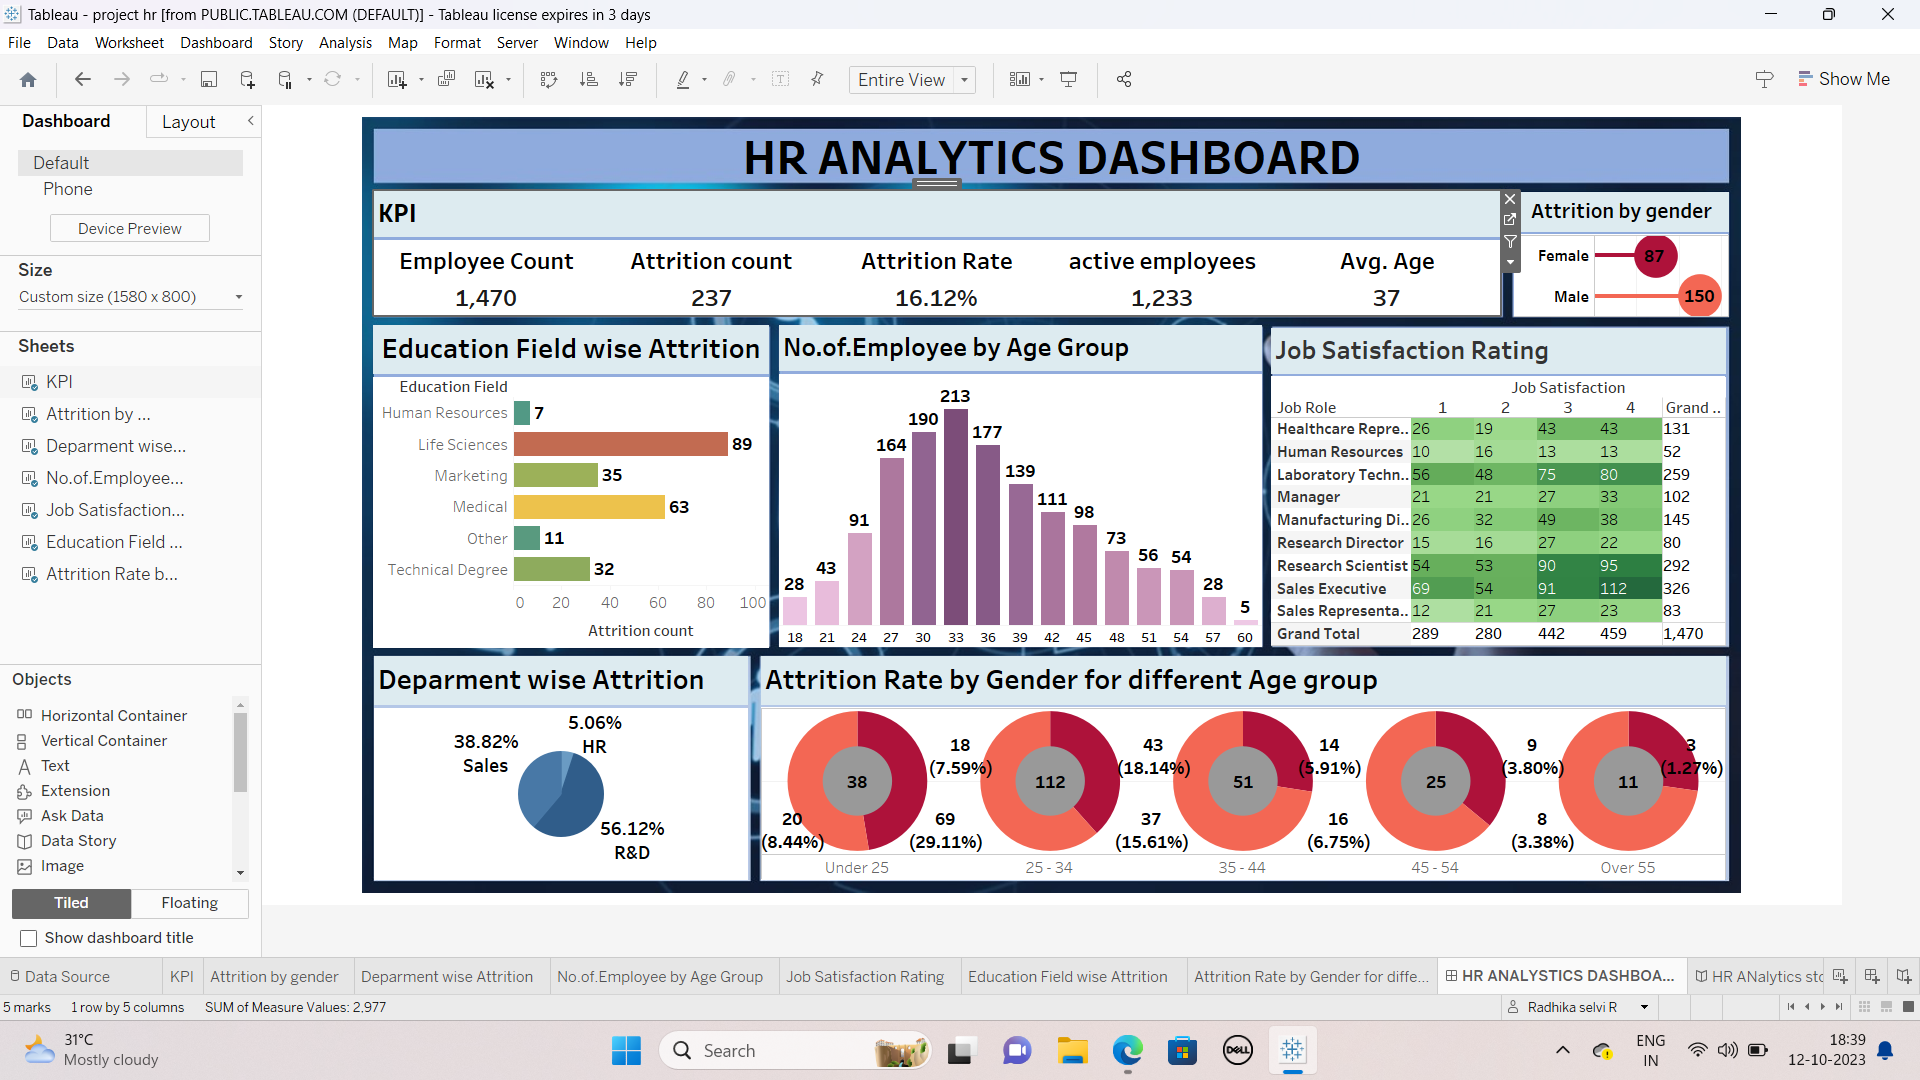 Tableau - project hr [from PUBLIC.TABLEAU.COM (DEFAULT)] - Tableau license expires in 3 days
File Data Worksheet Dashboard Story Analysis Map Format Server Window Help
Entire View
Show Me
Dashboard Layout
Default
Phone
Device Preview
Size
Custom size (1580 x 800)
Sheets
KPI
Attrition by ...
Deparment wise...
No.of.Employee...
Job Satisfaction...
Education Field ...
Attrition Rate b...
Objects
Horizontal Container
Vertical Container
Text
Extension
Ask Data
Data Story
Image
Tiled Floating
Show dashboard title
HR ANALYTICS DASHBOARD
KPI
Employee Count Attrition count Attrition Rate active employees Avg. Age
1,470 237 16.12% 1,233 37
Attrition by gender
Female 87
Male 150
Education Field wise Attrition
Education Field
Human Resources 7
Life Sciences 89
Marketing 35
Medical 63
Other 11
Technical Degree 32
0 20 40 60 80 100
Attrition count
No.of.Employee by Age Group
28 43 91 164 190 213 177 139 111 98 73 56 54 28 5
18 21 24 27 30 33 36 39 42 45 48 51 54 57 60
Job Satisfaction Rating
Job Satisfaction
Job Role 1 2 3 4 Grand ..
Healthcare Repre.. 26 19 43 43 131
Human Resources 10 16 13 13 52
Laboratory Techn.. 56 48 75 80 259
Manager 21 21 27 33 102
Manufacturing Di.. 26 32 49 38 145
Research Director 15 16 27 22 80
Research Scientist 54 53 90 95 292
Sales Executive 69 54 91 112 326
Sales Representa.. 12 21 27 23 83
Grand Total 289 280 442 459 1,470
Deparment wise Attrition
5.06%
HR
38.82%
Sales
56.12%
R&D
Attrition Rate by Gender for different Age group
18 43 14 9 3
(7.59%) (18.14%) (5.91%) (3.80%) (1.27%)
38 112 51 25 11
20 69 37 16 8
(8.44%) (29.11%) (15.61%) (6.75%) (3.38%)
Under 25 25 - 34 35 - 44 45 - 54 Over 55
Data Source KPI Attrition by gender Deparment wise Attrition No.of.Employee by Age Group Job Satisfaction Rating Education Field wise Attrition Attrition Rate by Gender for diffe... HR ANALYSTICS DASHBOA... HR ANalytics sto
5 marks 1 row by 5 columns SUM of Measure Values: 2,977
Radhika selvi R
31°C
Mostly cloudy
Search
DELL
ENG
IN
18:39
12-10-2023